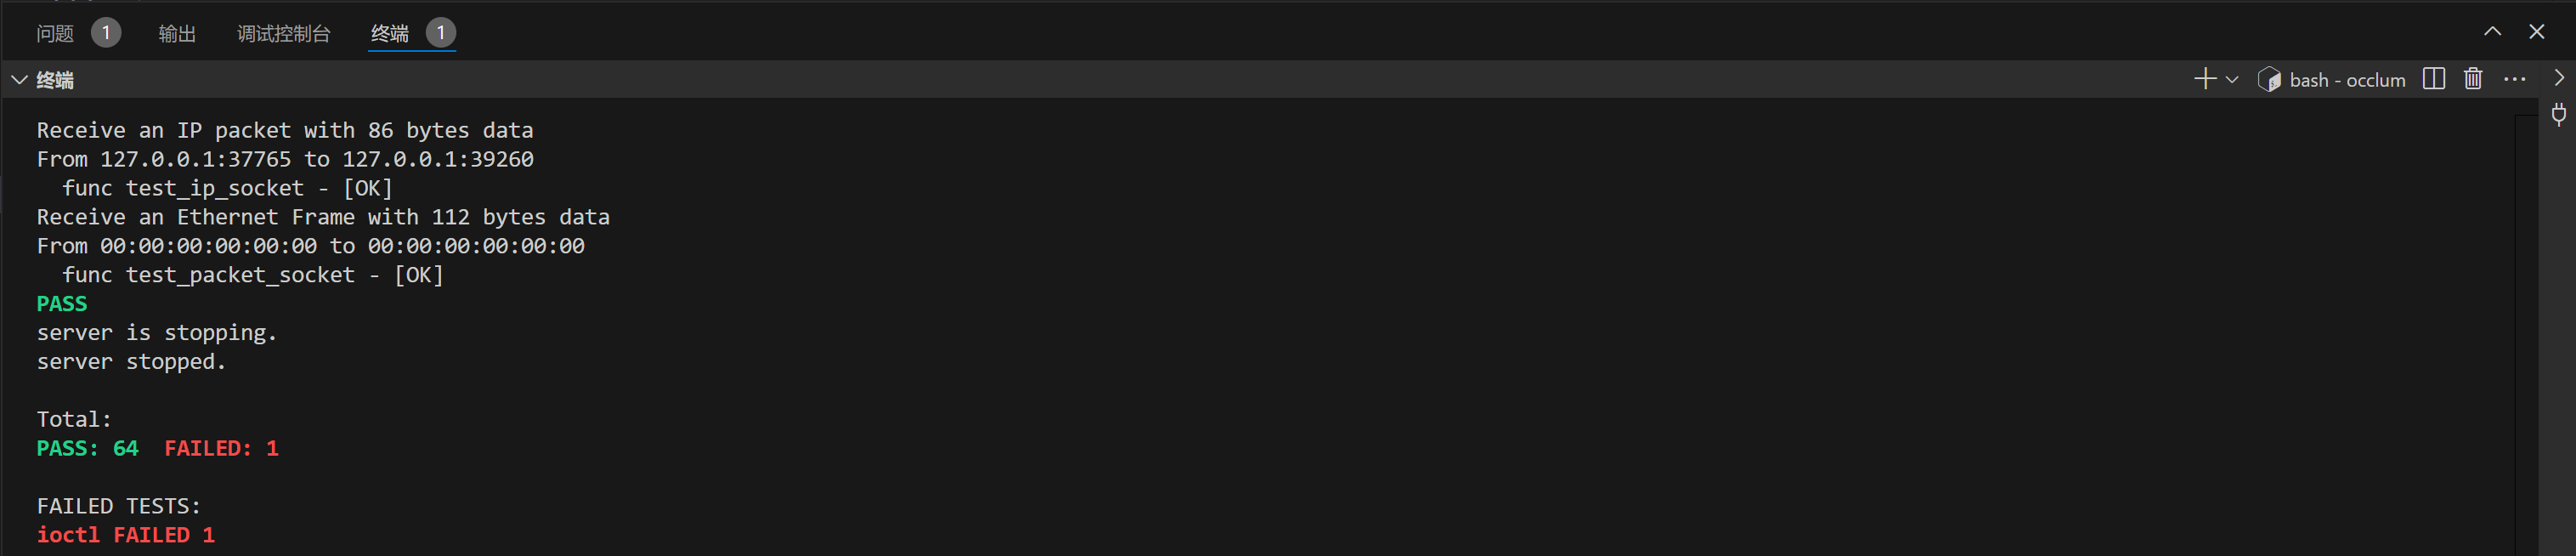 问题 1 输出 调试控制台 终端 1
终端 bash - occlum
Receive an IP packet with 86 bytes data
From 127.0.0.1:37765 to 127.0.0.1:39260
func test_ip_socket - [OK]
Receive an Ethernet Frame with 112 bytes data
From 00:00:00:00:00:00 to 00:00:00:00:00:00
func test_packet_socket - [OK]
PASS
server is stopping.
server stopped.
Total:
PASS: 64 FAILED: 1
FAILED TESTS:
ioctl FAILED 1